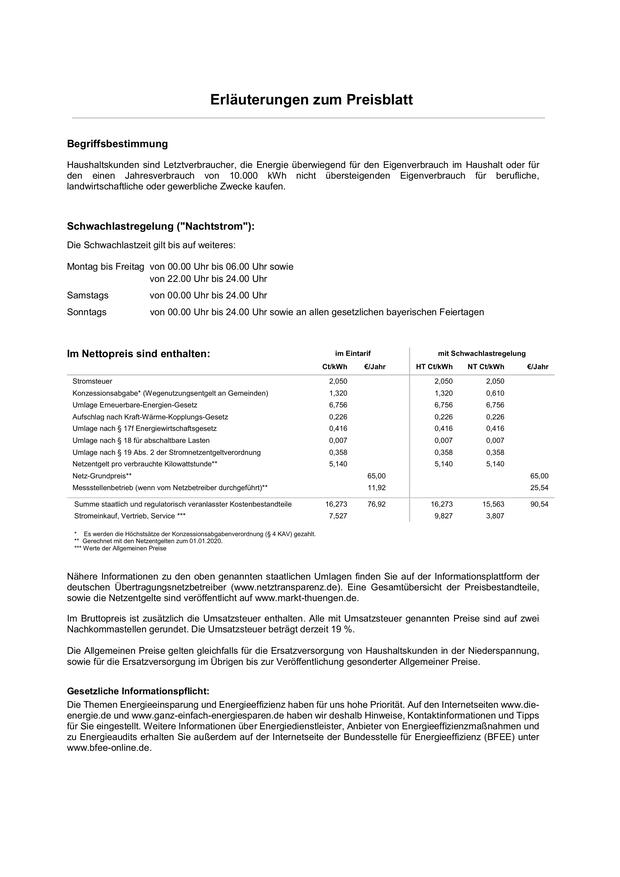 Erläuterungen zum Preisblatt
Begriffsbestimmung
Haushaltskunden sind Letztverbraucher, die Energie überwiegend für den Eigenverbrauch im Haushalt oder für
den einen Jahresverbrauch von 10.000 kWh nicht übersteigenden Eigenverbrauch für berufliche,
landwirtschaftliche oder gewerbliche Zwecke kaufen.
Schwachlastregelung ("Nachtstrom"):
Die Schwachlastzeit gilt bis auf weiteres:
Montag bis Freitag von 00.00 Uhr bis 06.00 Uhr sowie
von 22.00 Uhr bis 24.00 Uhr
Samstags von 00.00 Uhr bis 24.00 Uhr
Sonntags von 00.00 Uhr bis 24.00 Uhr sowie an allen gesetzlichen bayerischen Feiertagen
Im Nettopreis sind enthalten: im Eintarif mit Schwachlastregelung
Ct/kWh €/Jahr HT Ct/kWh NT Ct/kWh €/Jahr
Stromsteuer 2,050 2,050 2,050
Konzessionsabgabe* (Wegenutzungsentgelt an Gemeinden) 1,320 1,320 0,610
Umlage Erneuerbare-Energien-Gesetz 6,756 6,756 6,756
Aufschlag nach Kraft-Wärme-Kopplungs-Gesetz 0,226 0,226 0,226
Umlage nach § 17f Energiewirtschaftsgesetz 0,416 0,416 0,416
Umlage nach § 18 für abschaltbare Lasten 0,007 0,007 0,007
Umlage nach § 19 Abs. 2 der Stromnetzentgeltverordnung 0,358 0,358 0,358
Netzentgelt pro verbrauchte Kilowattstunde** 5,140 5,140 5,140
Netz-Grundpreis** 65,00 65,00
Messstellenbetrieb (wenn vom Netzbetreiber durchgeführt)** 11,92 25,54
Summe staatlich und regulatorisch veranlasster Kostenbestandteile 16,273 76,92 16,273 15,563 90,54
Stromeinkauf, Vertrieb, Service *** 7,527 9,827 3,807
* Es werden die Höchstsätze der Konzessionsabgabenverordnung (§ 4 KAV) gezahlt.
** Gerechnet mit den Netzentgelten zum 01.01.2020.
*** Werte der Allgemeinen Preise
Nähere Informationen zu den oben genannten staatlichen Umlagen finden Sie auf der Informationsplattform der
deutschen Übertragungsnetzbetreiber (www.netztransparenz.de). Eine Gesamtübersicht der Preisbestandteile,
sowie die Netzentgelte sind veröffentlicht auf www.markt-thuengen.de.
Im Bruttopreis ist zusätzlich die Umsatzsteuer enthalten. Alle mit Umsatzsteuer genannten Preise sind auf zwei
Nachkommastellen gerundet. Die Umsatzsteuer beträgt derzeit 19 %.
Die Allgemeinen Preise gelten gleichfalls für die Ersatzversorgung von Haushaltskunden in der Niederspannung,
sowie für die Ersatzversorgung im Übrigen bis zur Veröffentlichung gesonderter Allgemeiner Preise.
Gesetzliche Informationspflicht:
Die Themen Energieeinsparung und Energieeffizienz haben für uns hohe Priorität. Auf den Internetseiten www.die-
energie.de und www.ganz-einfach-energiesparen.de haben wir deshalb Hinweise, Kontaktinformationen und Tipps
für Sie eingestellt. Weitere Informationen über Energiedienstleister, Anbieter von Energieeffizienzmaßnahmen und
zu Energieaudits erhalten Sie außerdem auf der Internetseite der Bundesstelle für Energieeffizienz (BFEE) unter
www.bfee-online.de.